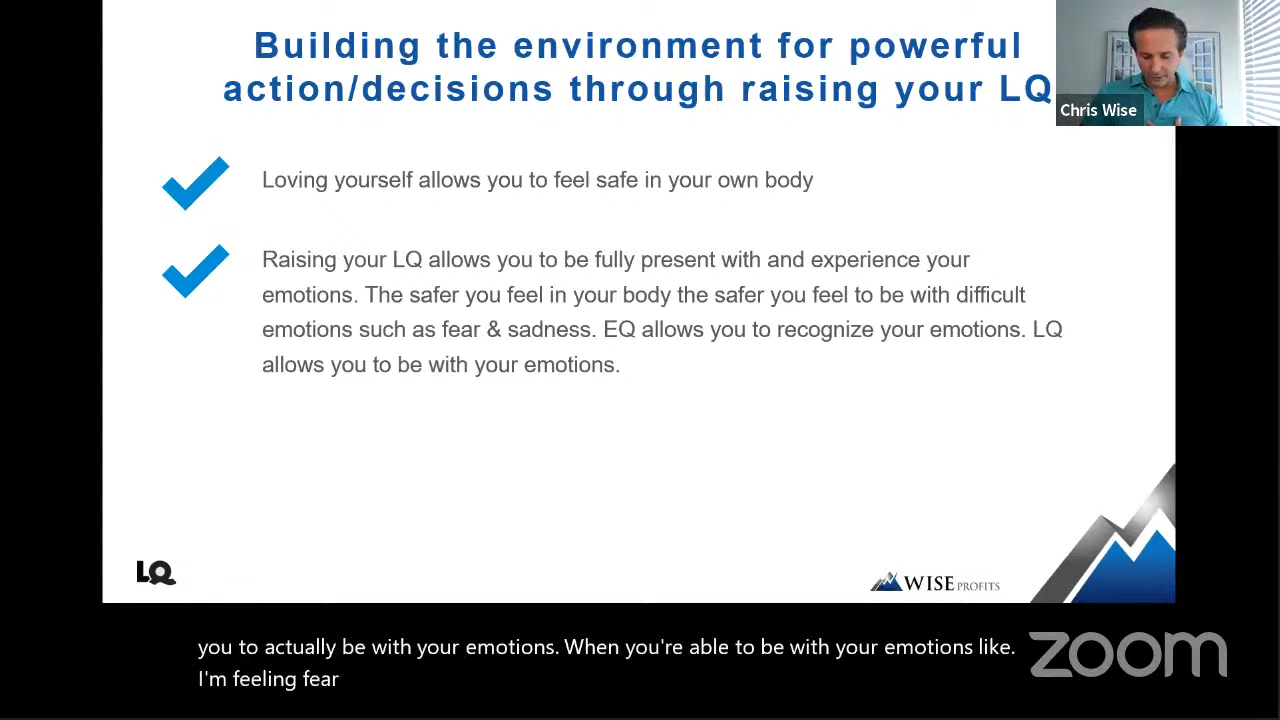 Building the environment for powerful
action/decisions through raising your LQ
Chris Wise
Loving yourself allows you to feel safe in your own body
Raising your LQ allows you to be fully present with and experience your
emotions. The safer you feel in your body the safer you feel to be with difficult
emotions such as fear & sadness. EQ allows you to recognize your emotions. LQ
allows you to be with your emotions.
LQ
WISE PROFITS
you to actually be with your emotions. When you're able to be with your emotions like.
I'm feeling fear
zoom